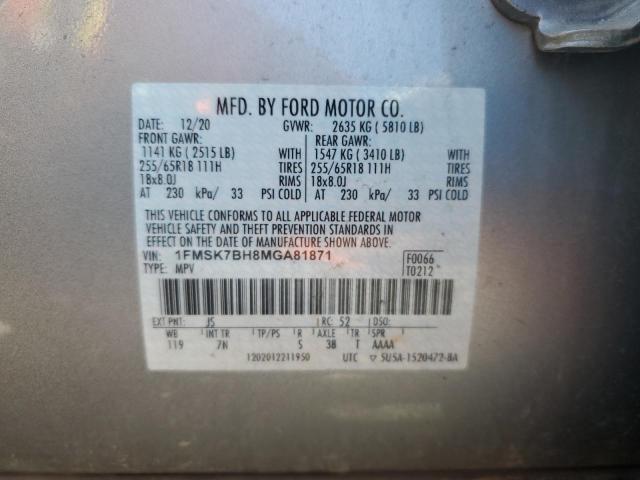 MFD. BY FORD MOTOR CO.
DATE: 12/20 GVWR: 2635 KG ( 5810 LB)
FRONT GAWR: REAR GAWR:
1141 KG ( 2515 LB) WITH 1547 KG ( 3410 LB) WITH
255/65R18 111H TIRES 255/65R18 111H TIRES
18x8.0J RIMS 18x8.0J RIMS
AT 230 kPa/ 33 PSI COLD AT 230 kPa/ 33 PSI COLD
THIS VEHICLE CONFORMS TO ALL APPLICABLE FEDERAL MOTOR
VEHICLE SAFETY AND THEFT PREVENTION STANDARDS IN
EFFECT ON THE DATE OF MANUFACTURE SHOWN ABOVE.
VIN: 1FMSK7BH8MGA81871 F0066
TYPE: MPV T0212
EXT PNT: JS RC: 52 DSO:
WB INT TR TP/PS R AXLE TR SPR
119 7N S 3B T AAAA
1202012211950 UTC ▽ 5U5A-1520472-BA